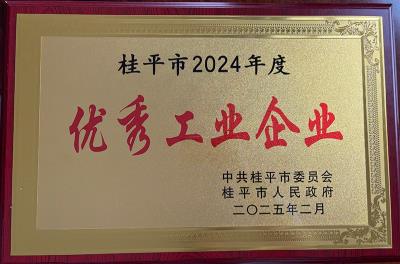 桂平市2024年度
优秀工业企业
中共桂平市委员会
桂平市人民政府
二〇二五年二月